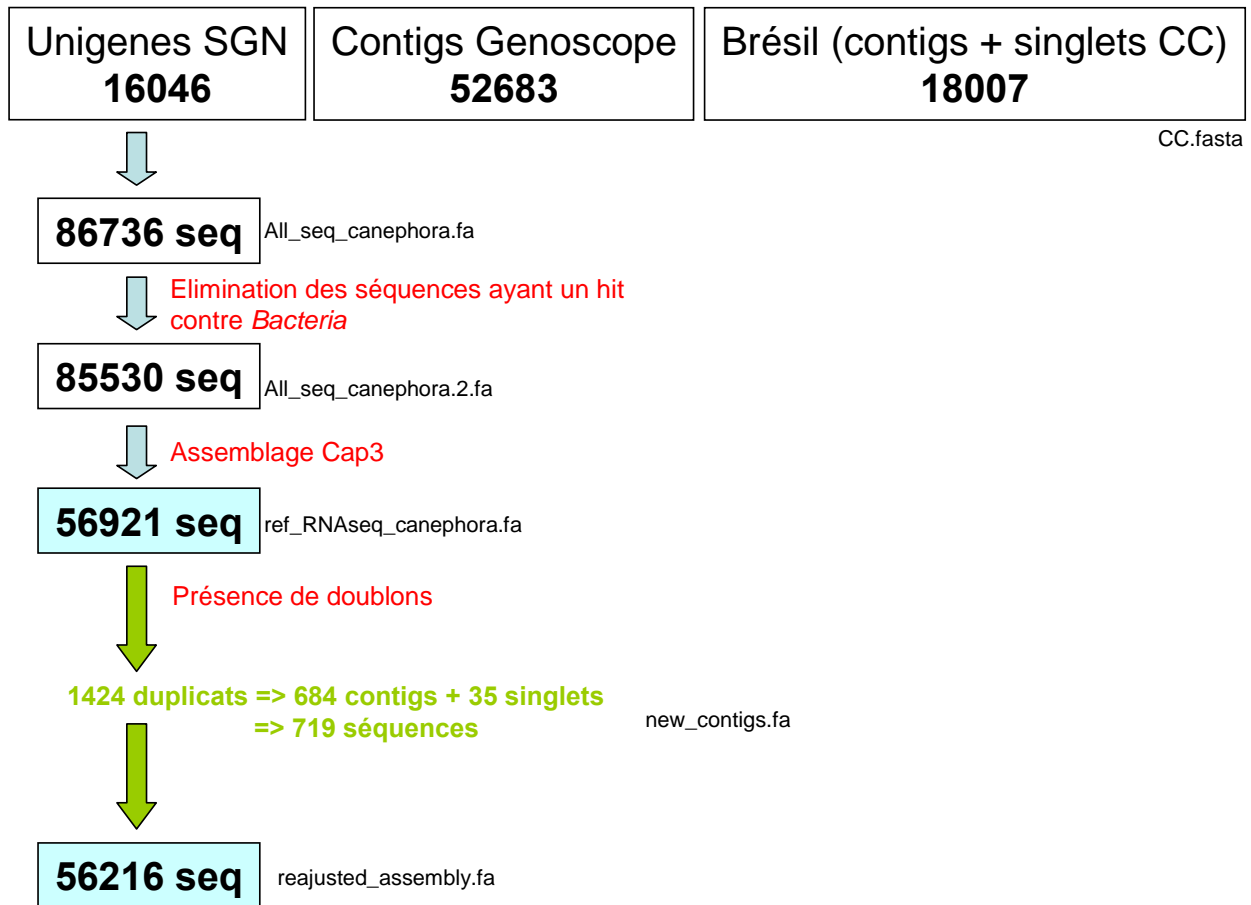 Unigenes SGN
16046
Contigs Genoscope
52683
Brésil (contigs + singlets CC)
18007
CC.fasta
86736 seq
All_seq_canephora.fa
Elimination des séquences ayant un hit
contre Bacteria
85530 seq
All_seq_canephora.2.fa
Assemblage Cap3
56921 seq
ref_RNAseq_canephora.fa
Présence de doublons
1424 duplicats => 684 contigs + 35 singlets
=> 719 séquences
new_contigs.fa
56216 seq
reajusted_assembly.fa